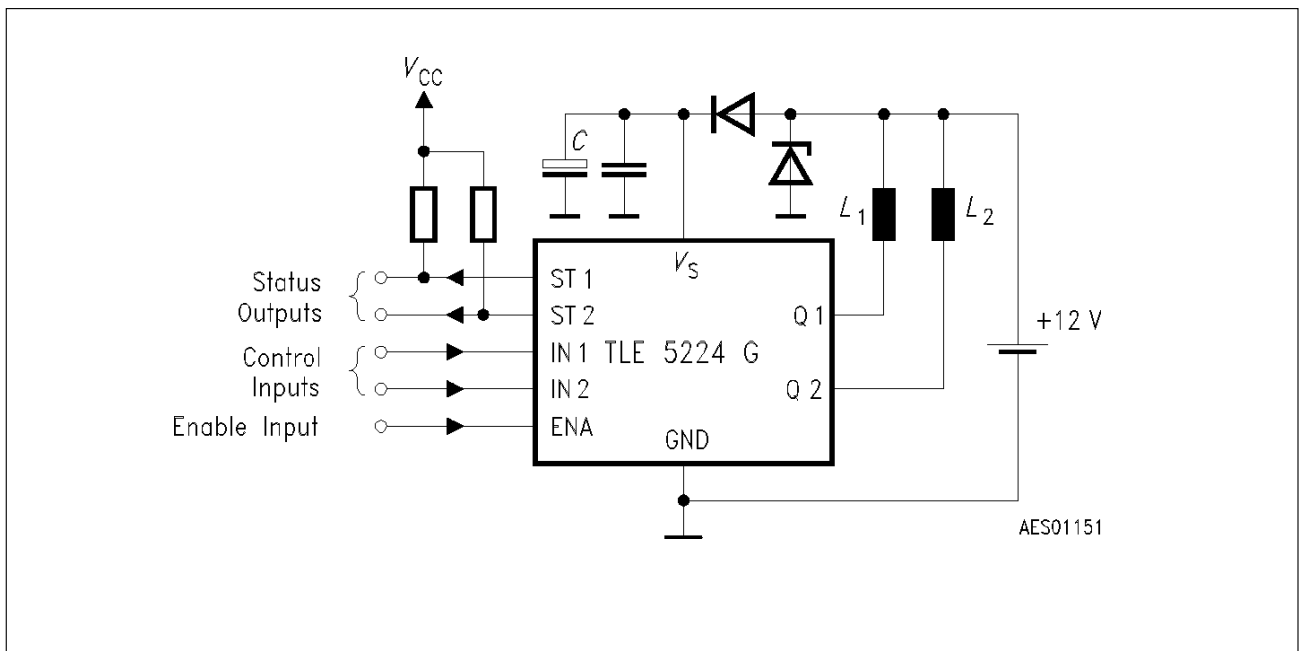 VCC
C
L1
L2
VS
Status
Outputs
ST 1
ST 2
Q 1
+12 V
Control
Inputs
IN 1
TLE 5224 G
IN 2
Q 2
Enable Input
ENA
GND
AES01151